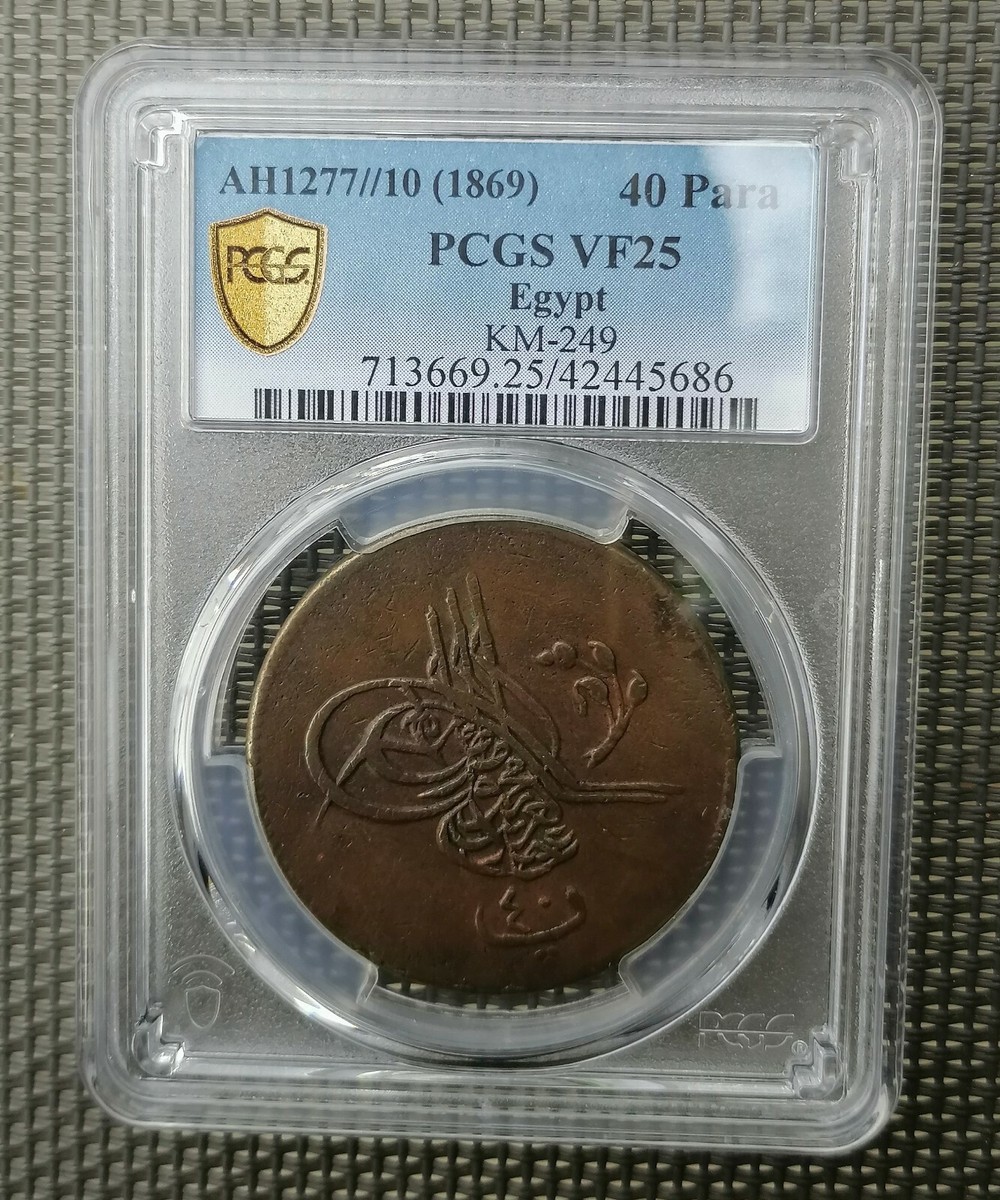 AH1277//10 (1869) 40 Para
PCGS
PCGS VF25
Egypt
KM-249
713669.25/42445686
٤٠
PCGS